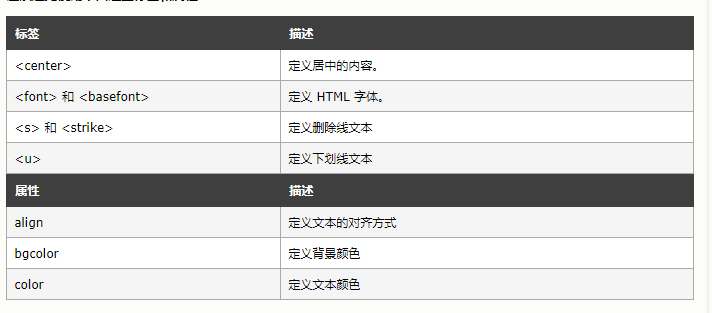 标签 描述
<center> 定义居中的内容。
<font> 和 <basefont> 定义 HTML 字体。
<s> 和 <strike> 定义删除线文本
<u> 定义下划线文本
属性 描述
align 定义文本的对齐方式
bgcolor 定义背景颜色
color 定义文本颜色